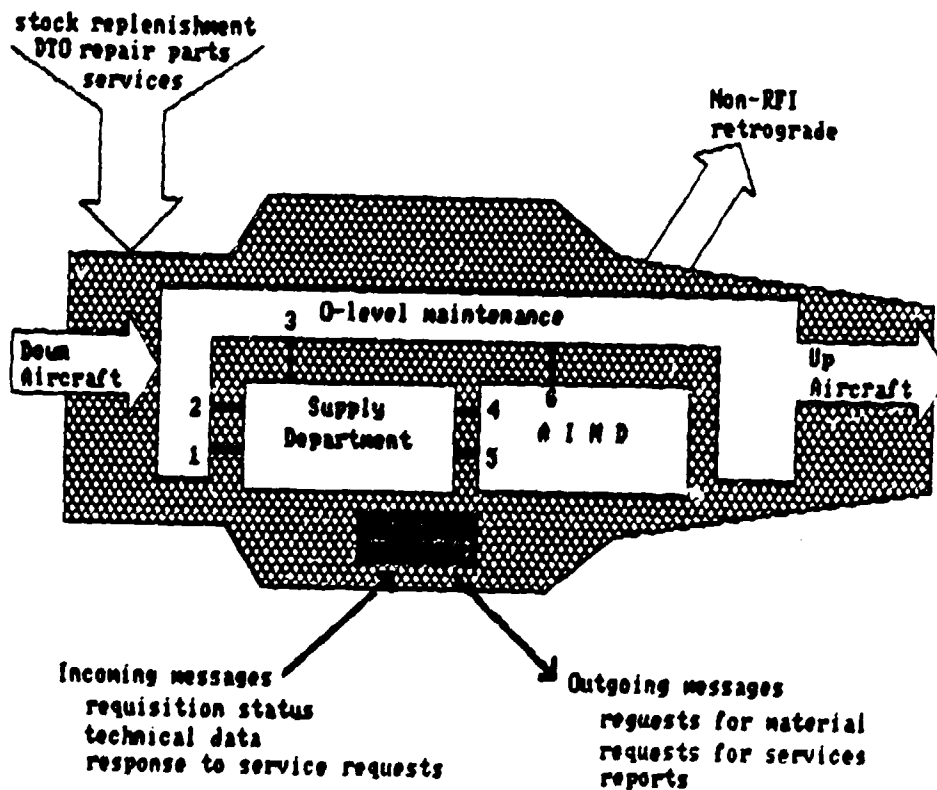 stock replenishment
DTO repair parts
services
Non-RFI
retrograde
O-level maintenance
3
Down
Aircraft
Up
Aircraft
2
Supply
Department
4
6
A I M D
1
5
Incoming messages
requisition status
technical data
response to service requests
Outgoing messages
reguests for material
requests for services
reports